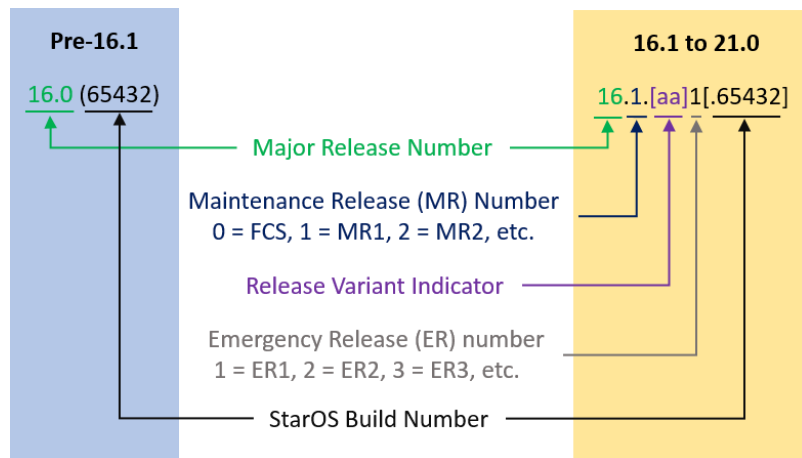 Pre-16.1
16.1 to 21.0
16.0 (65432)
16.1.[aa]1[.65432]
Major Release Number
Maintenance Release (MR) Number
0 = FCS, 1 = MR1, 2 = MR2, etc.
Release Variant Indicator
Emergency Release (ER) number
1 = ER1, 2 = ER2, 3 = ER3, etc.
StarOS Build Number